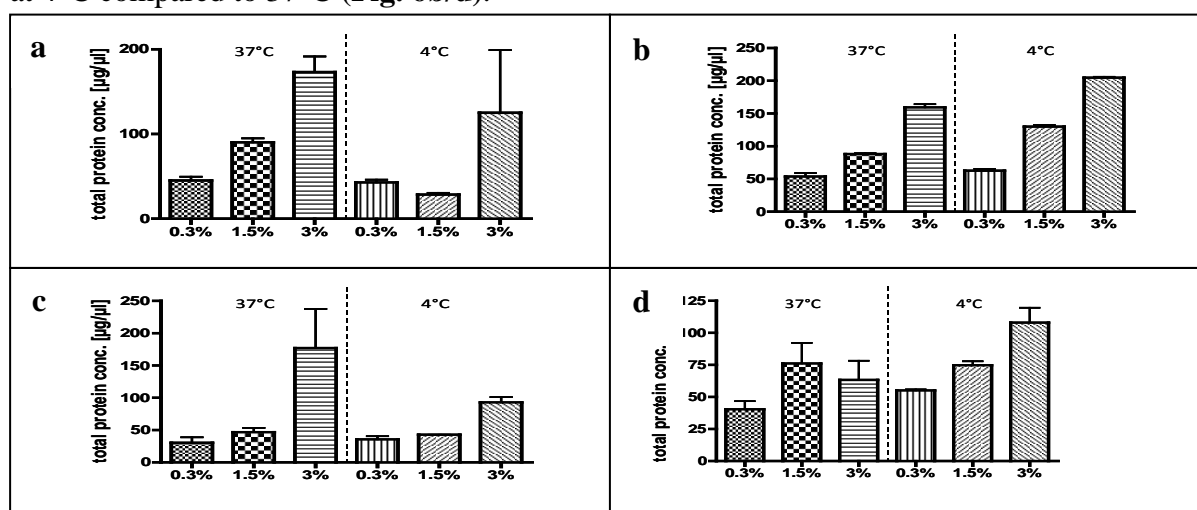 at 4°C compared to 37°C (Fig.
a
total protein conc. [µg/µl]
200
100
0
37°C
4°C
0.3% 1.5% 3% 0.3% 1.5% 3%
b
total protein conc. [µg/µl]
250
200
150
100
50
0
37°C
4°C
0.3% 1.5% 3% 0.3% 1.5% 3%
c
total protein conc. [µg/µl]
250
200
150
100
50
0
37°C
4°C
0.3% 1.5% 3% 0.3% 1.5% 3%
d
total protein conc.
125
00
75
50
25
0
37°C
4°C
0.3% 1.5% 3% 0.3% 1.5% 3%